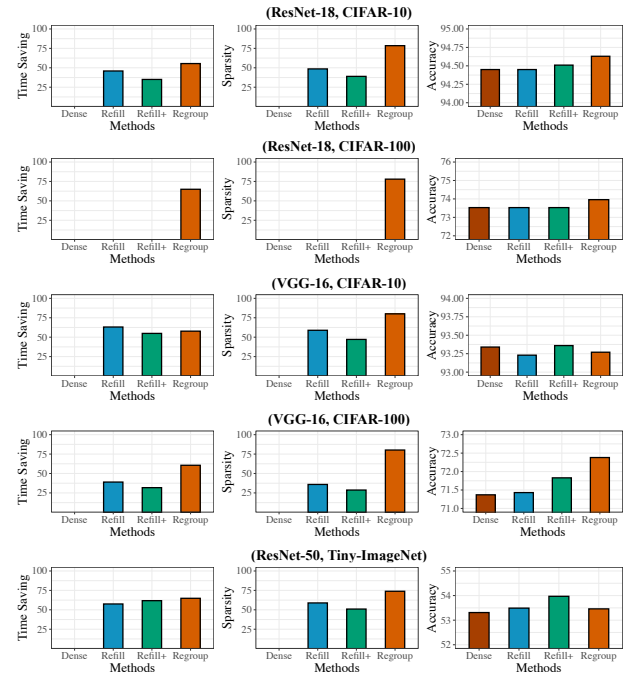 (ResNet-18, CIFAR-10)
Time Saving
100
75
50
25
Dense Refill Refill+ Regroup
Methods
Sparsity
100
75
50
25
Dense Refill Refill+ Regroup
Methods
Accuracy
95.00
94.75
94.50
94.25
94.00
Dense Refill Refill+ Regroup
Methods
(ResNet-18, CIFAR-100)
Time Saving
100
75
50
25
Dense Refill Refill+ Regroup
Methods
Sparsity
100
75
50
25
Dense Refill Refill+ Regroup
Methods
Accuracy
76
75
74
73
72
Dense Refill Refill+ Regroup
Methods
(VGG-16, CIFAR-10)
Time Saving
100
75
50
25
Dense Refill Refill+ Regroup
Methods
Sparsity
100
75
50
25
Dense Refill Refill+ Regroup
Methods
Accuracy
94.00
93.75
93.50
93.25
93.00
Dense Refill Refill+ Regroup
Methods
(VGG-16, CIFAR-100)
Time Saving
100
75
50
25
Dense Refill Refill+ Regroup
Methods
Sparsity
100
75
50
25
Dense Refill Refill+ Regroup
Methods
Accuracy
73.0
72.5
72.0
71.5
71.0
Dense Refill Refill+ Regroup
Methods
(ResNet-50, Tiny-ImageNet)
Time Saving
100
75
50
25
Dense Refill Refill+ Regroup
Methods
Sparsity
100
75
50
25
Dense Refill Refill+ Regroup
Methods
Accuracy
55
54
53
52
Dense Refill Refill+ Regroup
Methods